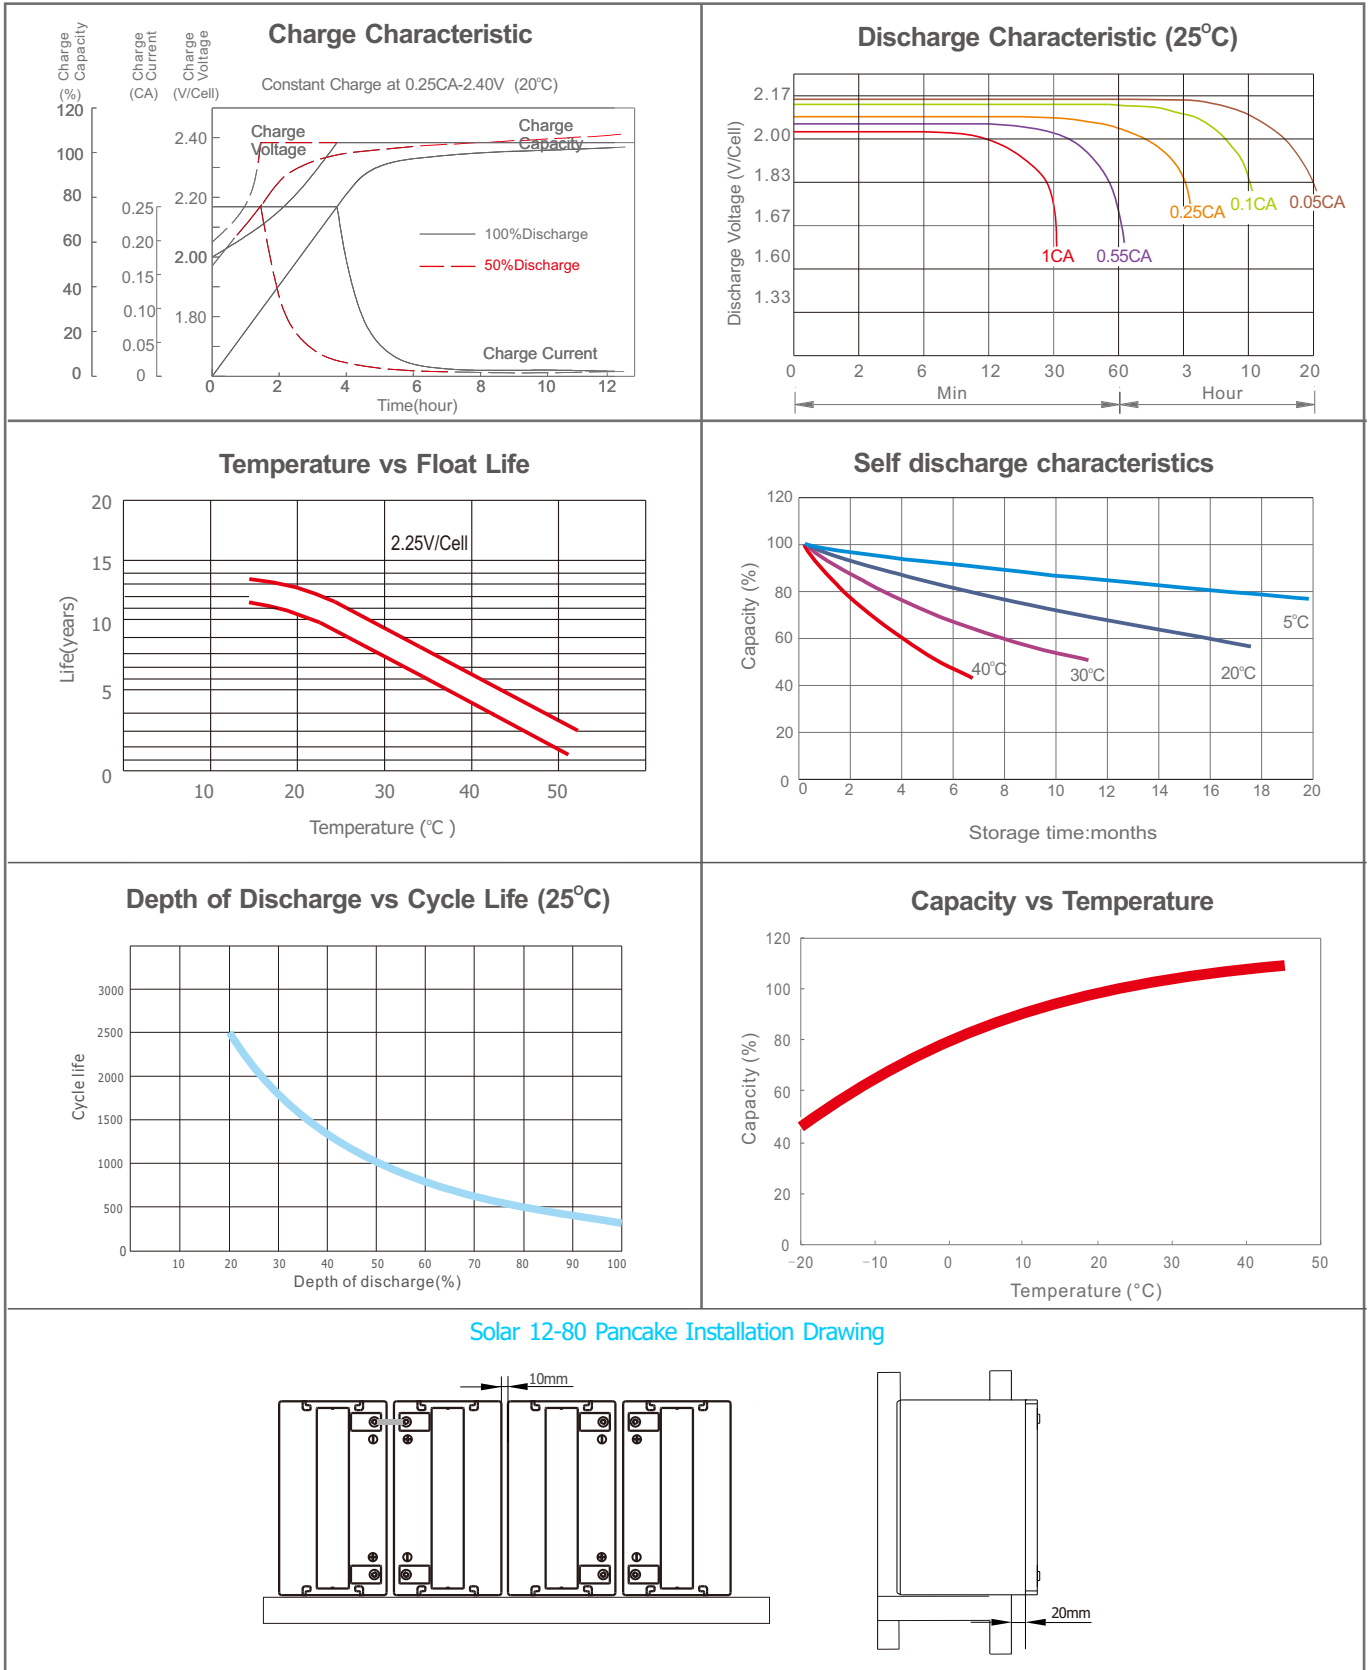 Charge Characteristic
Charge Capacity
(%)
Charge Current
(CA)
Charge Voltage
(V/Cell)
Constant Charge at 0.25CA-2.40V (20°C)
120
100
80
60
40
20
0
0.25
0.20
0.15
0.10
0.05
0
2.40
2.20
2.00
1.80
Charge
Voltage
Charge
Capacity
100%Discharge
50%Discharge
Charge Current
0 2 4 6 8 10 12
Time(hour)
Discharge Characteristic (25°C)
Discharge Voltage (V/Cell)
2.17
2.00
1.83
1.67
1.60
1.33
1CA
0.55CA
0.25CA
0.1CA
0.05CA
0 2 6 12 30 60 3 10 20
Min Hour
Temperature vs Float Life
Life(years)
20
15
10
5
0
2.25V/Cell
10 20 30 40 50
Temperature (°C )
Self discharge characteristics
Capacity (%)
120
100
80
60
40
20
0
5°C
20°C
30°C
40°C
0 2 4 6 8 10 12 14 16 18 20
Storage time:months
Depth of Discharge vs Cycle Life (25°C)
Cycle life
3000
2500
2000
1500
1000
500
0
10 20 30 40 50 60 70 80 90 100
Depth of discharge(%)
Capacity vs Temperature
Capacity (%)
120
100
80
60
40
20
0
−20 −10 0 10 20 30 40 50
Temperature (°C)
Solar 12-80 Pancake Installation Drawing
10mm
20mm